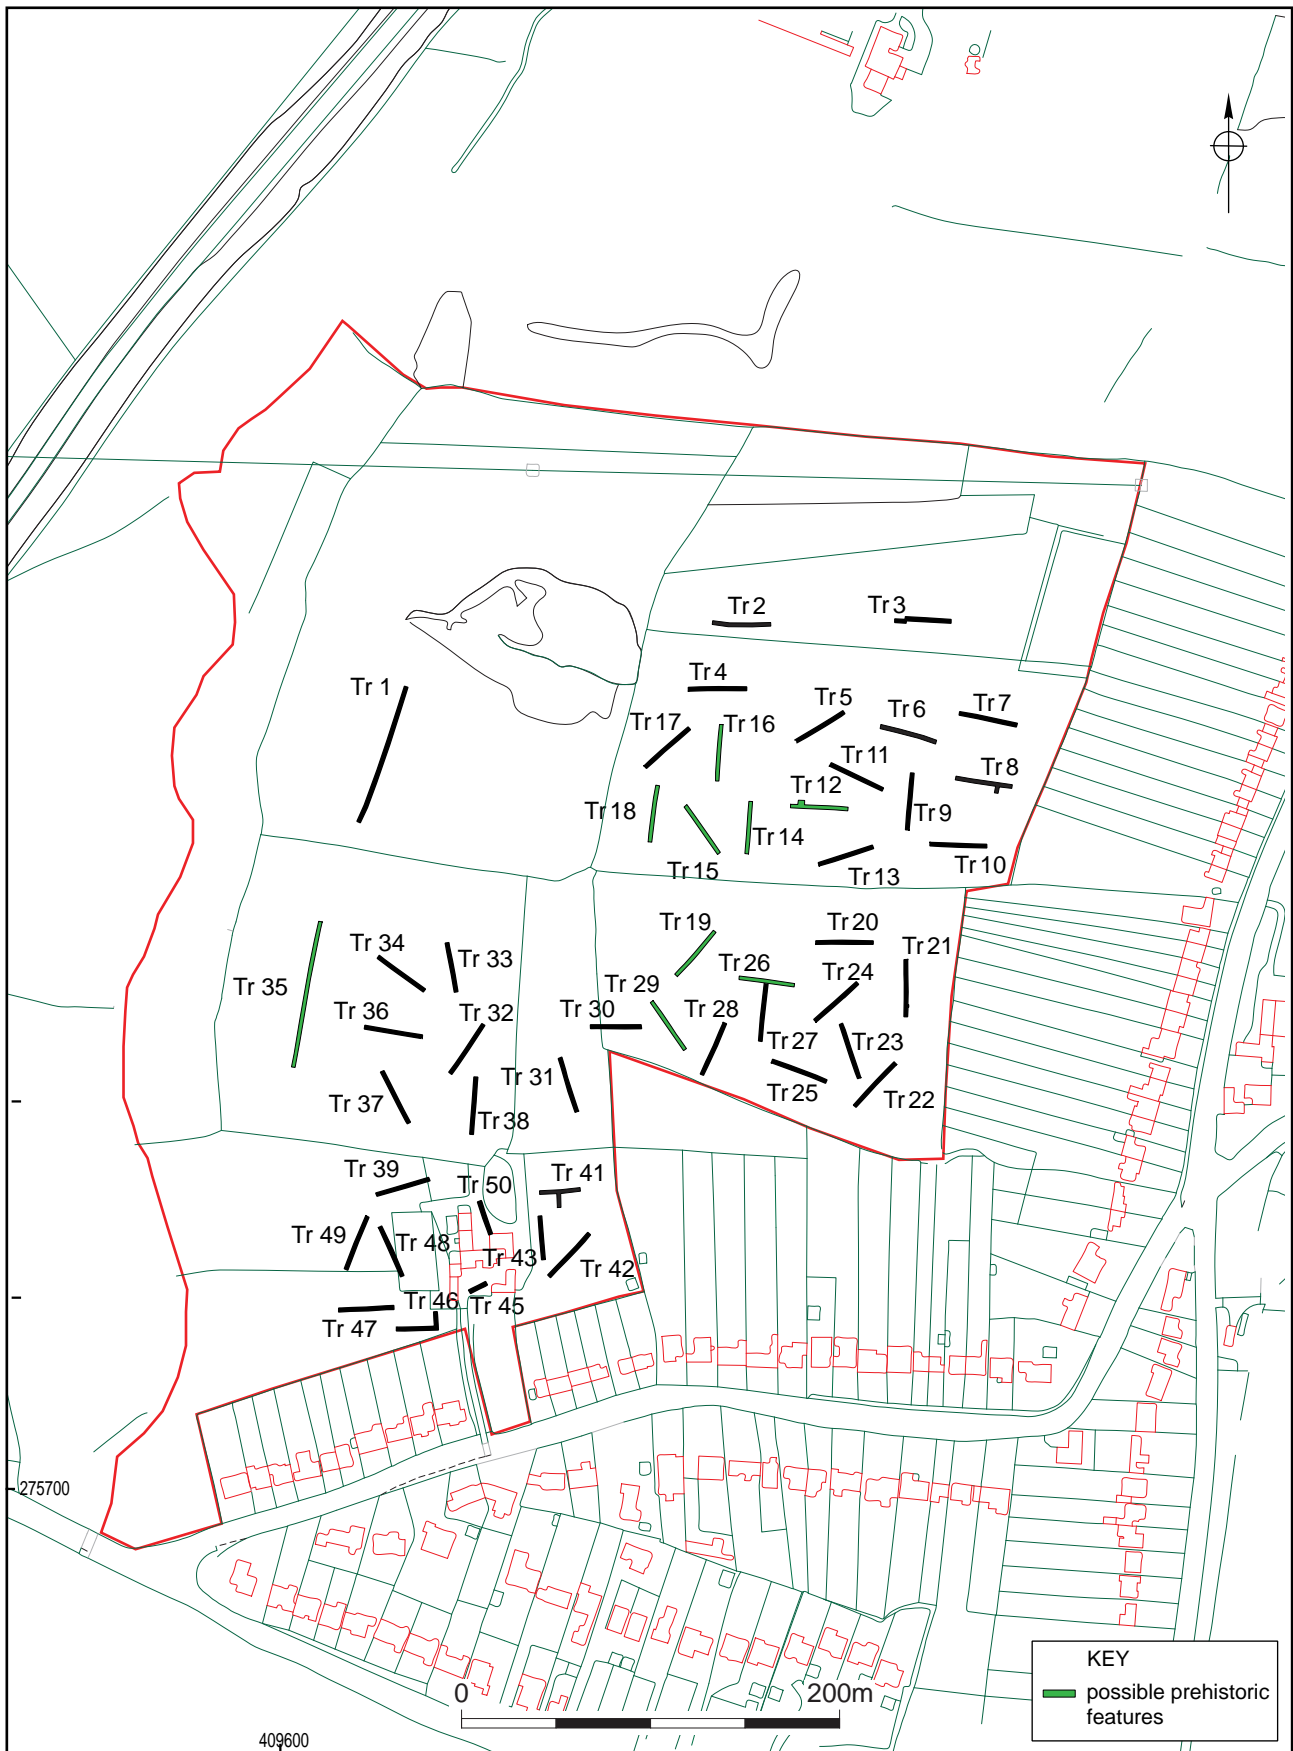 Tr 2
Tr 3
Tr 1
Tr 4
Tr 5
Tr 6
Tr 7
Tr 17
Tr 16
Tr 11
Tr 8
Tr 12
Tr 18
Tr 9
Tr 14
Tr 15
Tr 13
Tr 10
Tr 19
Tr 20
Tr 21
Tr 34
Tr 33
Tr 26
Tr 24
Tr 35
Tr 29
Tr 36
Tr 32
Tr 30
Tr 28
Tr 27
Tr 23
Tr 31
Tr 25
Tr 37
Tr 22
Tr 38
Tr 39
Tr 50
Tr 41
Tr 49
Tr 48
Tr 43
Tr 42
Tr 46
Tr 45
Tr 47
275700
KEY
possible prehistoric
features
0 200m
409600